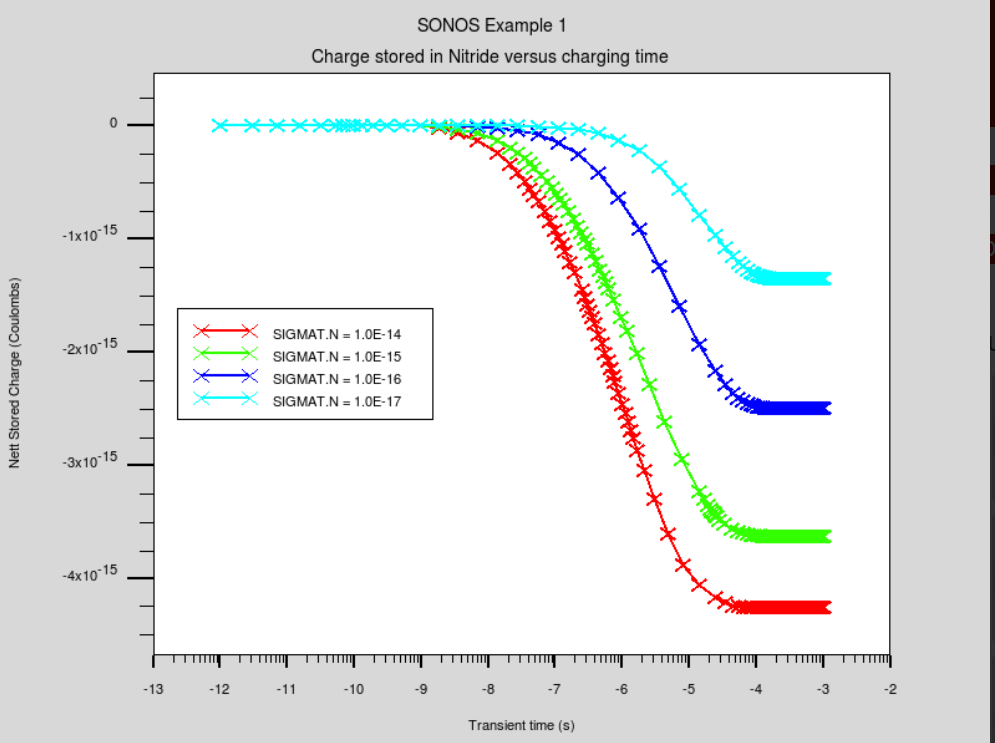 SONOS Example 1
Charge stored in Nitride versus charging time
Nett Stored Charge (Coulombs)
0
-1x10^-15
-2x10^-15
-3x10^-15
-4x10^-15
SIGMAT.N = 1.0E-14
SIGMAT.N = 1.0E-15
SIGMAT.N = 1.0E-16
SIGMAT.N = 1.0E-17
-13 -12 -11 -10 -9 -8 -7 -6 -5 -4 -3 -2
Transient time (s)